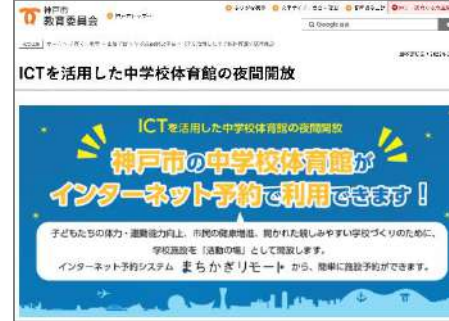 神戸市
教育委員会
ICTを活用した中学校体育館の夜間開放
ICTを活用した中学校体育館の夜間開放
神戸市の中学校体育館が
インターネット予約で利用できます！
子どもたちの体力・運動能力向上、市民の健康増進、開かれた親しみやすい学校づくりのために、
学校施設を「活動の場」として開放します。
インターネット予約システム まちかぎリモート から、簡単に施設予約ができます。